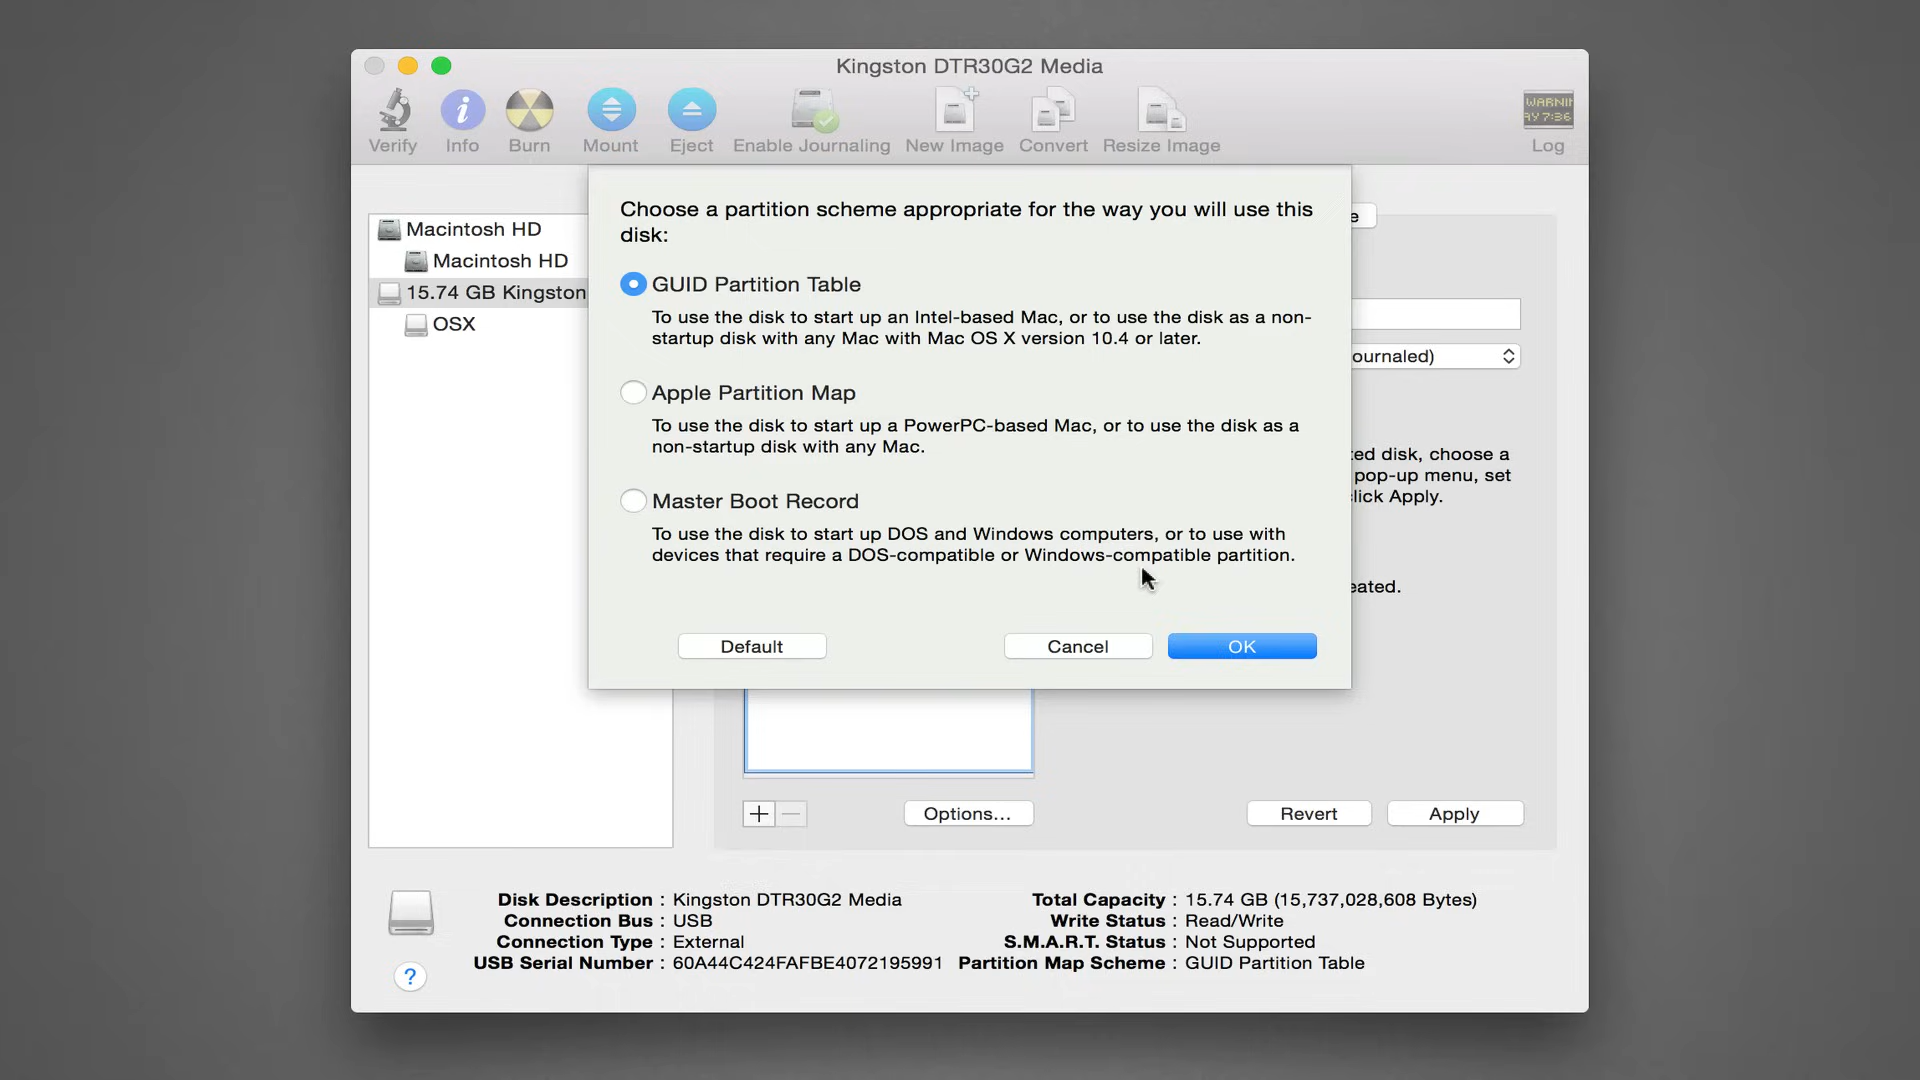 Kingston DTR30G2 Media
Verify
Info
Burn
Mount
Eject
Enable Journaling
New Image
Convert
Resize Image
WARNIN
AY 7:36
Log
Macintosh HD
Macintosh HD
15.74 GB Kingston
OSX
Choose a partition scheme appropriate for the way you will use this
disk:
GUID Partition Table
To use the disk to start up an Intel-based Mac, or to use the disk as a non-
startup disk with any Mac with Mac OS X version 10.4 or later.
Apple Partition Map
To use the disk to start up a PowerPC-based Mac, or to use the disk as a
non-startup disk with any Mac.
Master Boot Record
To use the disk to start up DOS and Windows computers, or to use with
devices that require a DOS-compatible or Windows-compatible partition.
Default
Cancel
OK
e
ournaled)
ted disk, choose a
pop-up menu, set
lick Apply.
eated.
+
Options...
Revert
Apply
Disk Description : Kingston DTR30G2 Media
Connection Bus : USB
Connection Type : External
USB Serial Number : 60A44C424FAFBE4072195991
Total Capacity : 15.74 GB (15,737,028,608 Bytes)
Write Status : Read/Write
S.M.A.R.T. Status : Not Supported
Partition Map Scheme : GUID Partition Table
?